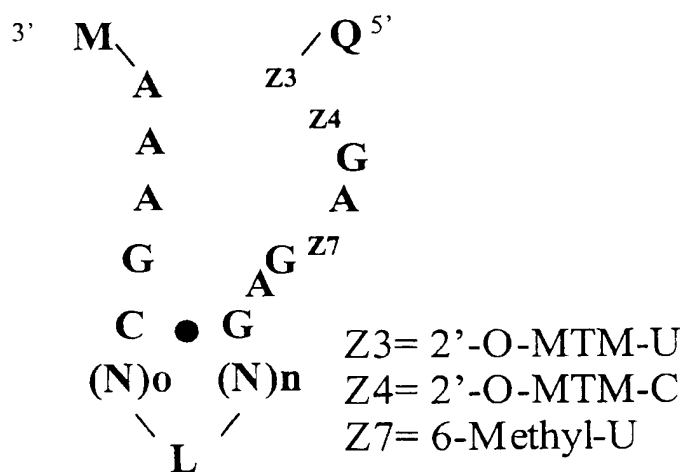 3' M Q 5'
A Z3
A Z4 G
A A
G G Z7
A
C ● G Z3= 2'-O-MTM-U
(N)o (N)n Z4= 2'-O-MTM-C
L Z7= 6-Methyl-U